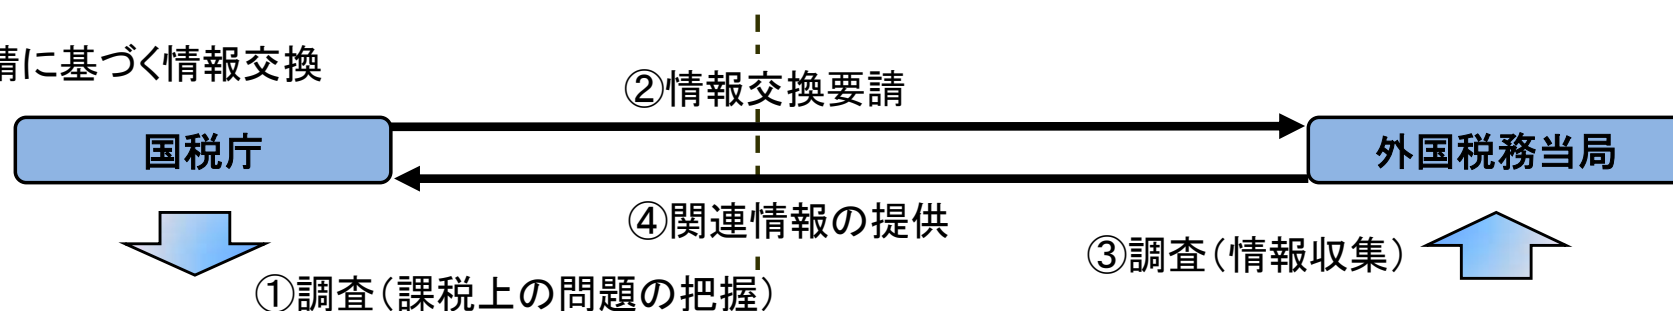 請に基づく情報交換
②情報交換要請
国税庁
外国税務当局
④関連情報の提供
③調査（情報収集）
①調査（課税上の問題の把握）